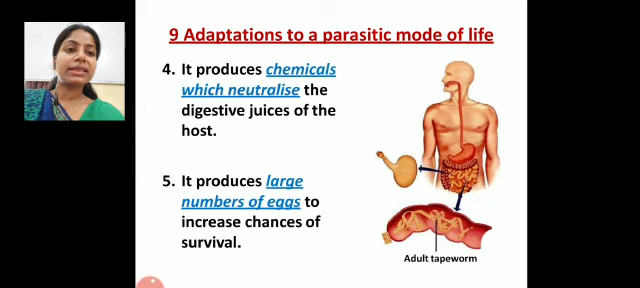 9 Adaptations to a parasitic mode of life
4. It produces chemicals
which neutralise the
digestive juices of the
host.
5. It produces large
numbers of eggs to
increase chances of
survival.
Adult tapeworm